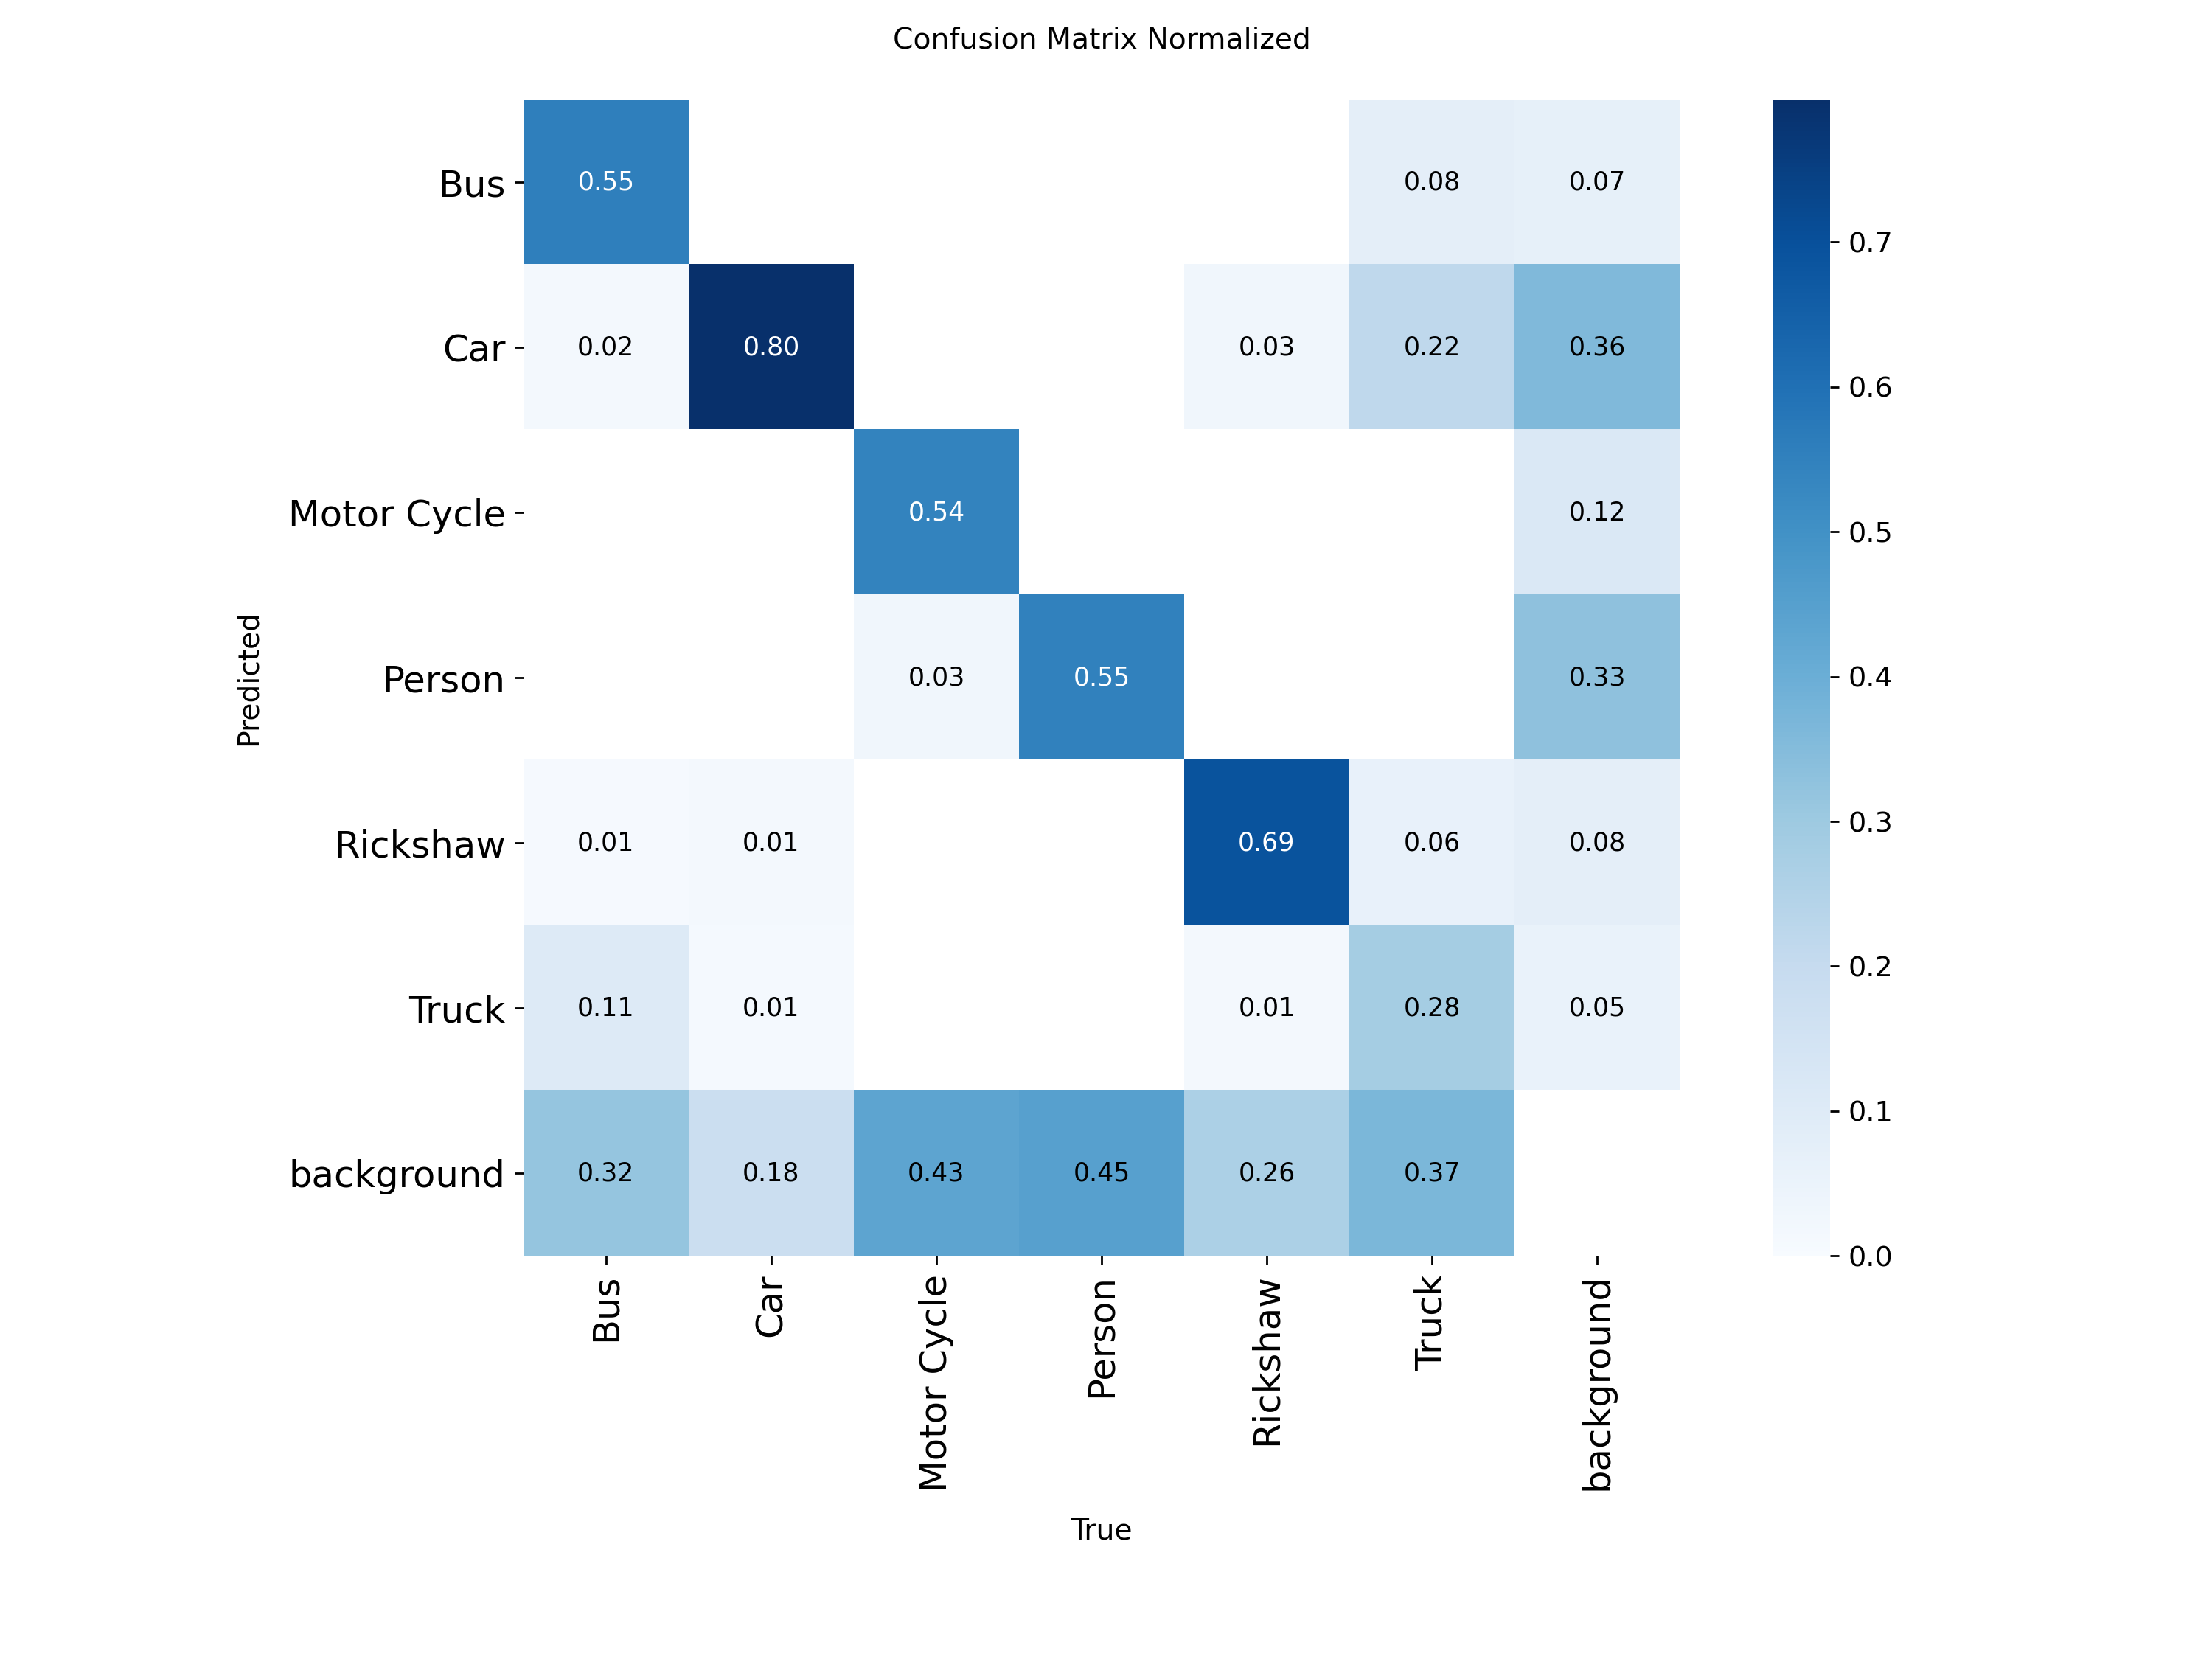 Confusion Matrix Normalized
Bus 0.55 0.08 0.07
Car 0.02 0.80 0.03 0.22 0.36
Motor Cycle 0.54 0.12
Person 0.03 0.55 0.33
Rickshaw 0.01 0.01 0.69 0.06 0.08
Truck 0.11 0.01 0.01 0.28 0.05
background 0.32 0.18 0.43 0.45 0.26 0.37
Predicted
Bus Car Motor Cycle Person Rickshaw Truck background
True
0.7
0.6
0.5
0.4
0.3
0.2
0.1
0.0